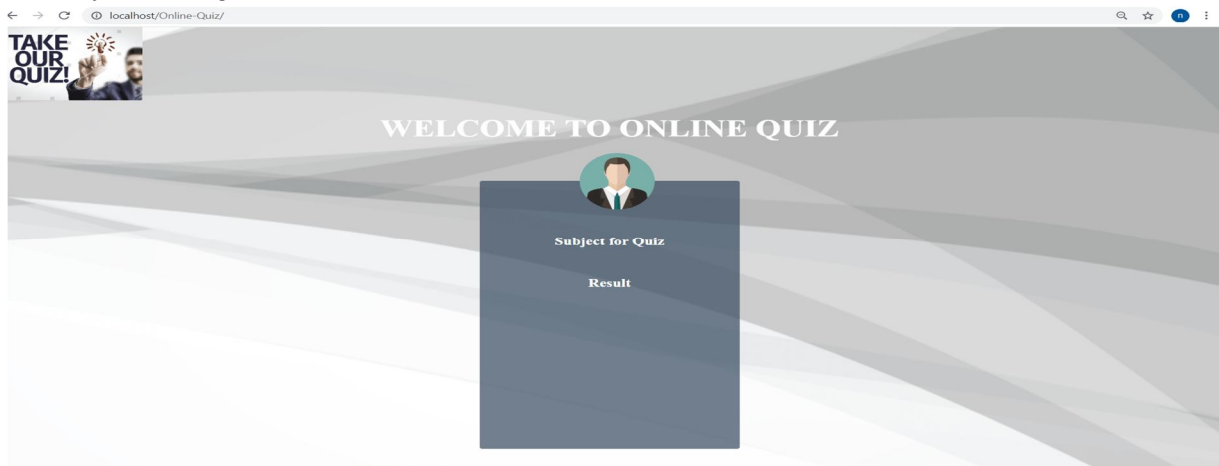 localhost/Online-Quiz/
n
TAKE
OUR
QUIZ!
WELCOME TO ONLINE QUIZ
Subject for Quiz
Result